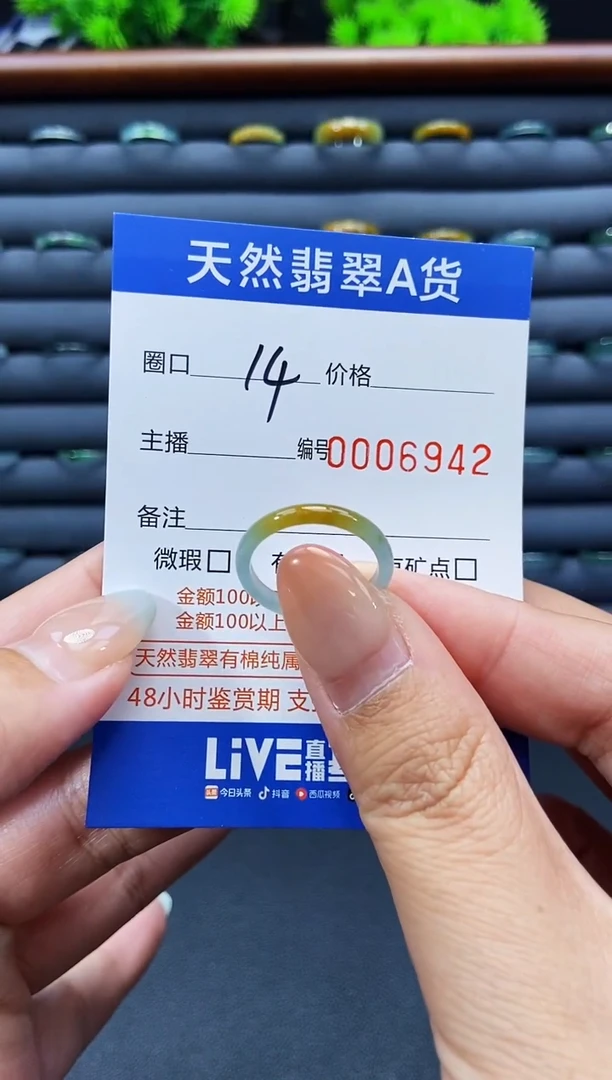 天然翡翠A货
圈口 14 价格
主播 编号0006942
备注
微瑕□ 矿点□
金额100
金额100以上
天然翡翠有棉纯属
48小时鉴赏期 支
LiVE直播
今日头条 抖音 西瓜视频